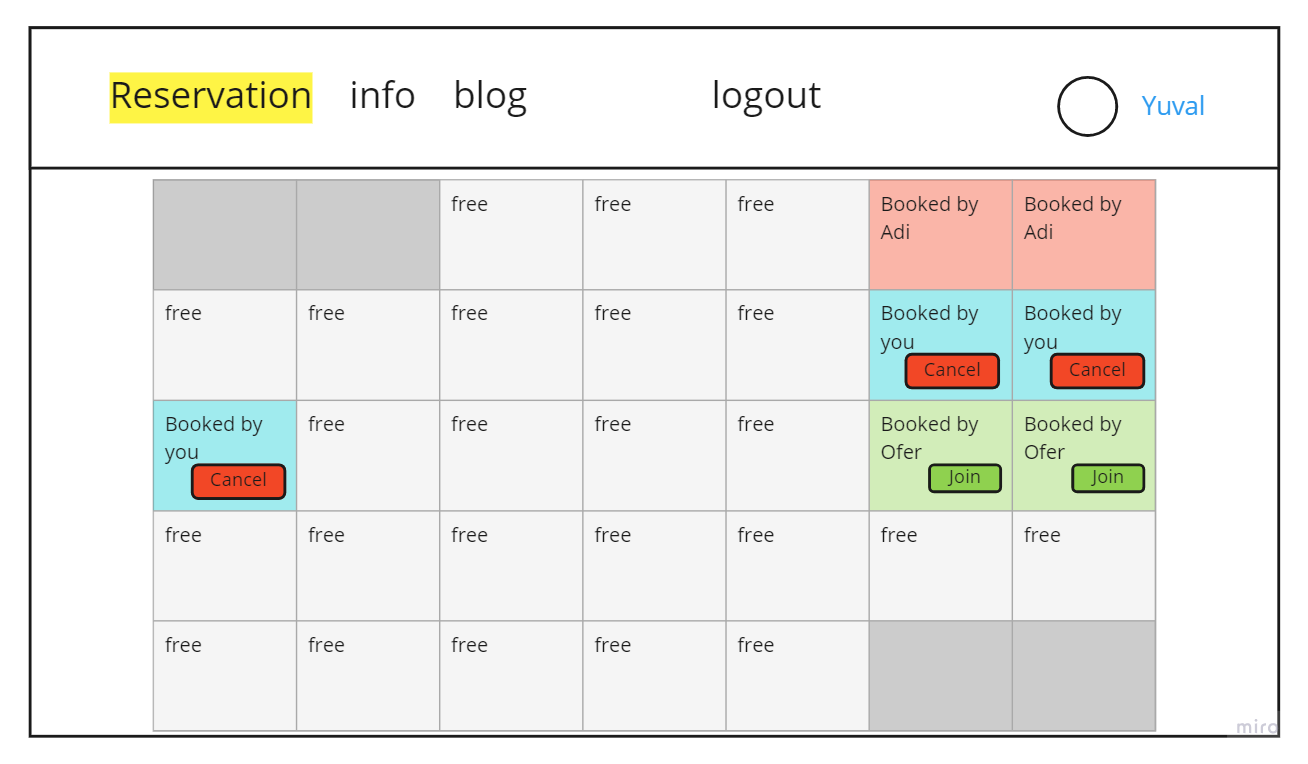 Reservation info blog logout Yuval
free free free Booked by Booked by
Adi Adi
free free free free free Booked by Booked by
you you
Cancel Cancel
Booked by free free free free Booked by Booked by
you Ofer Ofer
Cancel Join Join
free free free free free free free
free free free free free
miro